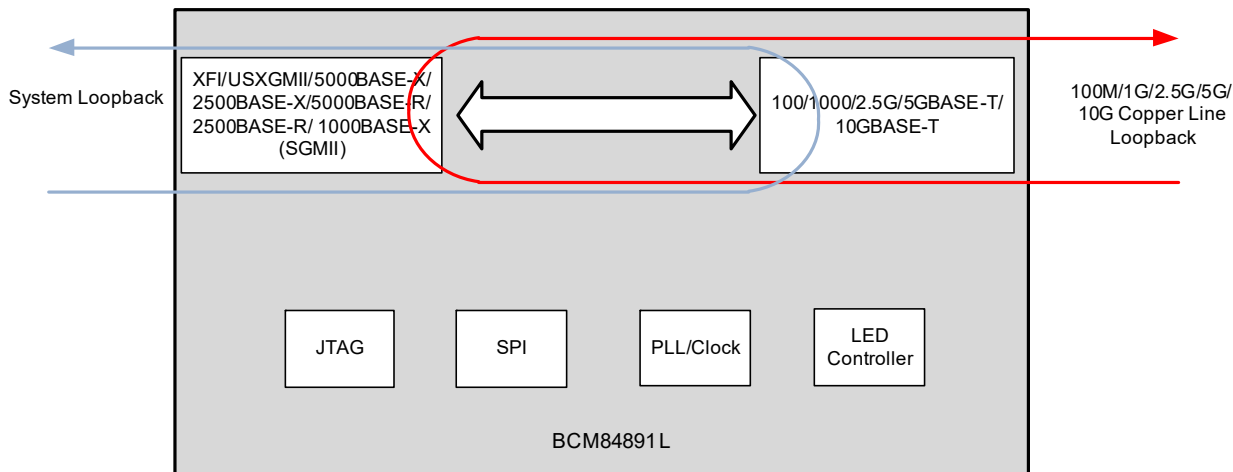 System Loopback
XFI/USXGMII/5000BASE-X/
2500BASE-X/5000BASE-R/
2500BASE-R/ 1000BASE-X
(SGMII)
100/1000/2.5G/5GBASE-T/
10GBASE-T
100M/1G/2.5G/5G/
10G Copper Line
Loopback
JTAG
SPI
PLL/Clock
LED
Controller
BCM84891L